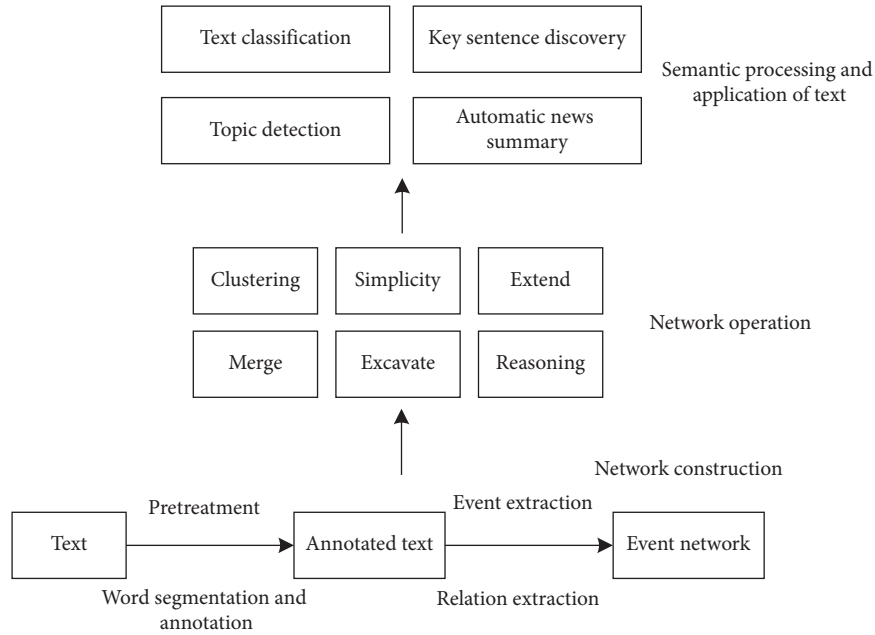 Text classification
Key sentence discovery
Semantic processing and
application of text
Topic detection
Automatic news
summary
Clustering
Simplicity
Extend
Network operation
Merge
Excavate
Reasoning
Network construction
Pretreatment
Event extraction
Text
Annotated text
Event network
Word segmentation and
annotation
Relation extraction